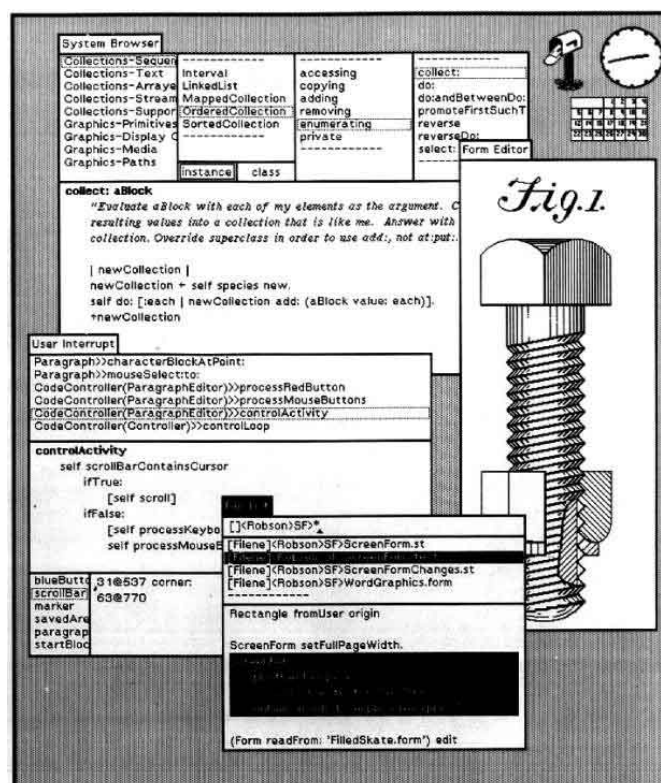 System Browser
Collections-Sequen
Collections-Text
Collections-Arraye
Collections-Stream
Collections-Suppor
Graphics-Primitives
Graphics-Display
Graphics-Media
Graphics-Paths
------------
Interval
LinkedList
MappedCollection
OrderedCollection
SortedCollection
------------
instance
class
------------
accessing
copying
adding
removing
enumerating
private
------------
------------
collect:
do:
do:andBetweenDo:
promoteFirstSuchT
reverse
reverseDo:
select:
Form Editor
Fig.1.
collect: aBlock
"Evaluate aBlock with each of my elements as the argument. C
resulting values into a collection that is like me. Answer with
collection. Override superclass in order to use add:, not at:put:.
| newCollection |
newCollection ← self species new.
self do: [:each | newCollection add: (aBlock value: each)].
↑newCollection
User Interrupt
Paragraph>>characterBlockAtPoint:
Paragraph>>mouseSelect:to:
CodeController(ParagraphEditor)>>processRedButton
CodeController(ParagraphEditor)>>processMouseButtons
CodeController(ParagraphEditor)>>controlActivity
CodeController(Controller)>>controlLoop
controlActivity
self scrollBarContainsCursor
ifTrue:
[self scroll]
ifFalse:
[self processKeybo
self processMouseB
blueButto
scrollBar
marker
savedAre
paragrap
startBloc
31@537 corner:
63@770
[]<Robson>SF>*
[Filene]<Robson>SF>ScreenForm.st
[Filene]<Robson>SF>ScreenFormChanges.st
[Filene]<Robson>SF>WordGraphics.form
------------
Rectangle fromUser origin
ScreenForm setFullPageWidth.
(Form readFrom: 'FilledSkate.form') edit